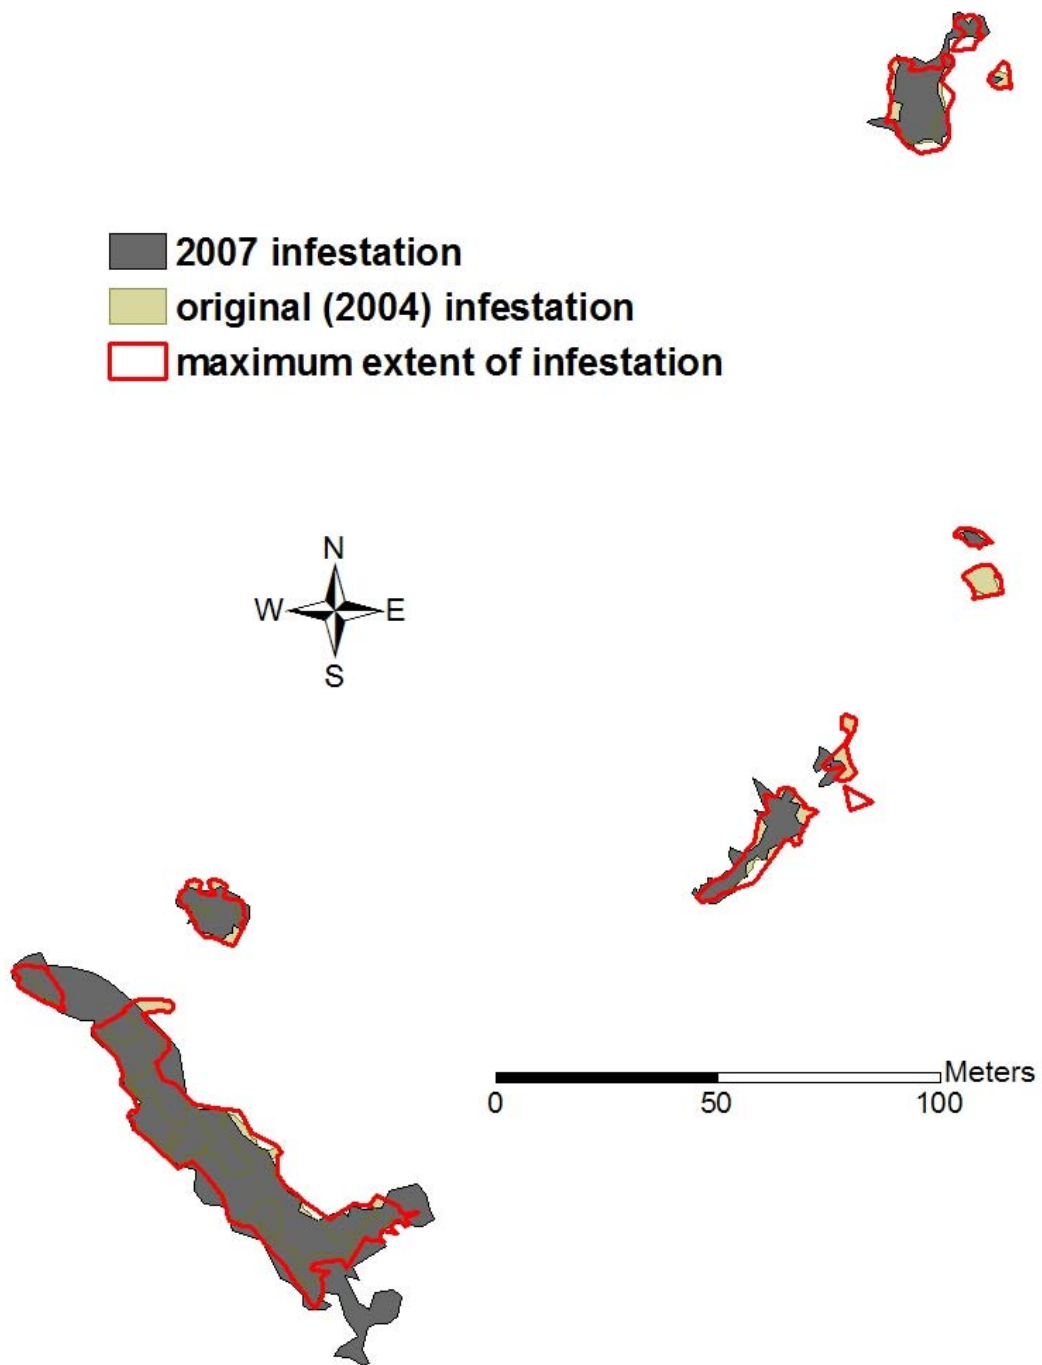 2007 infestation
original (2004) infestation
maximum extent of infestation
N
W E
S
Meters
0 50 100